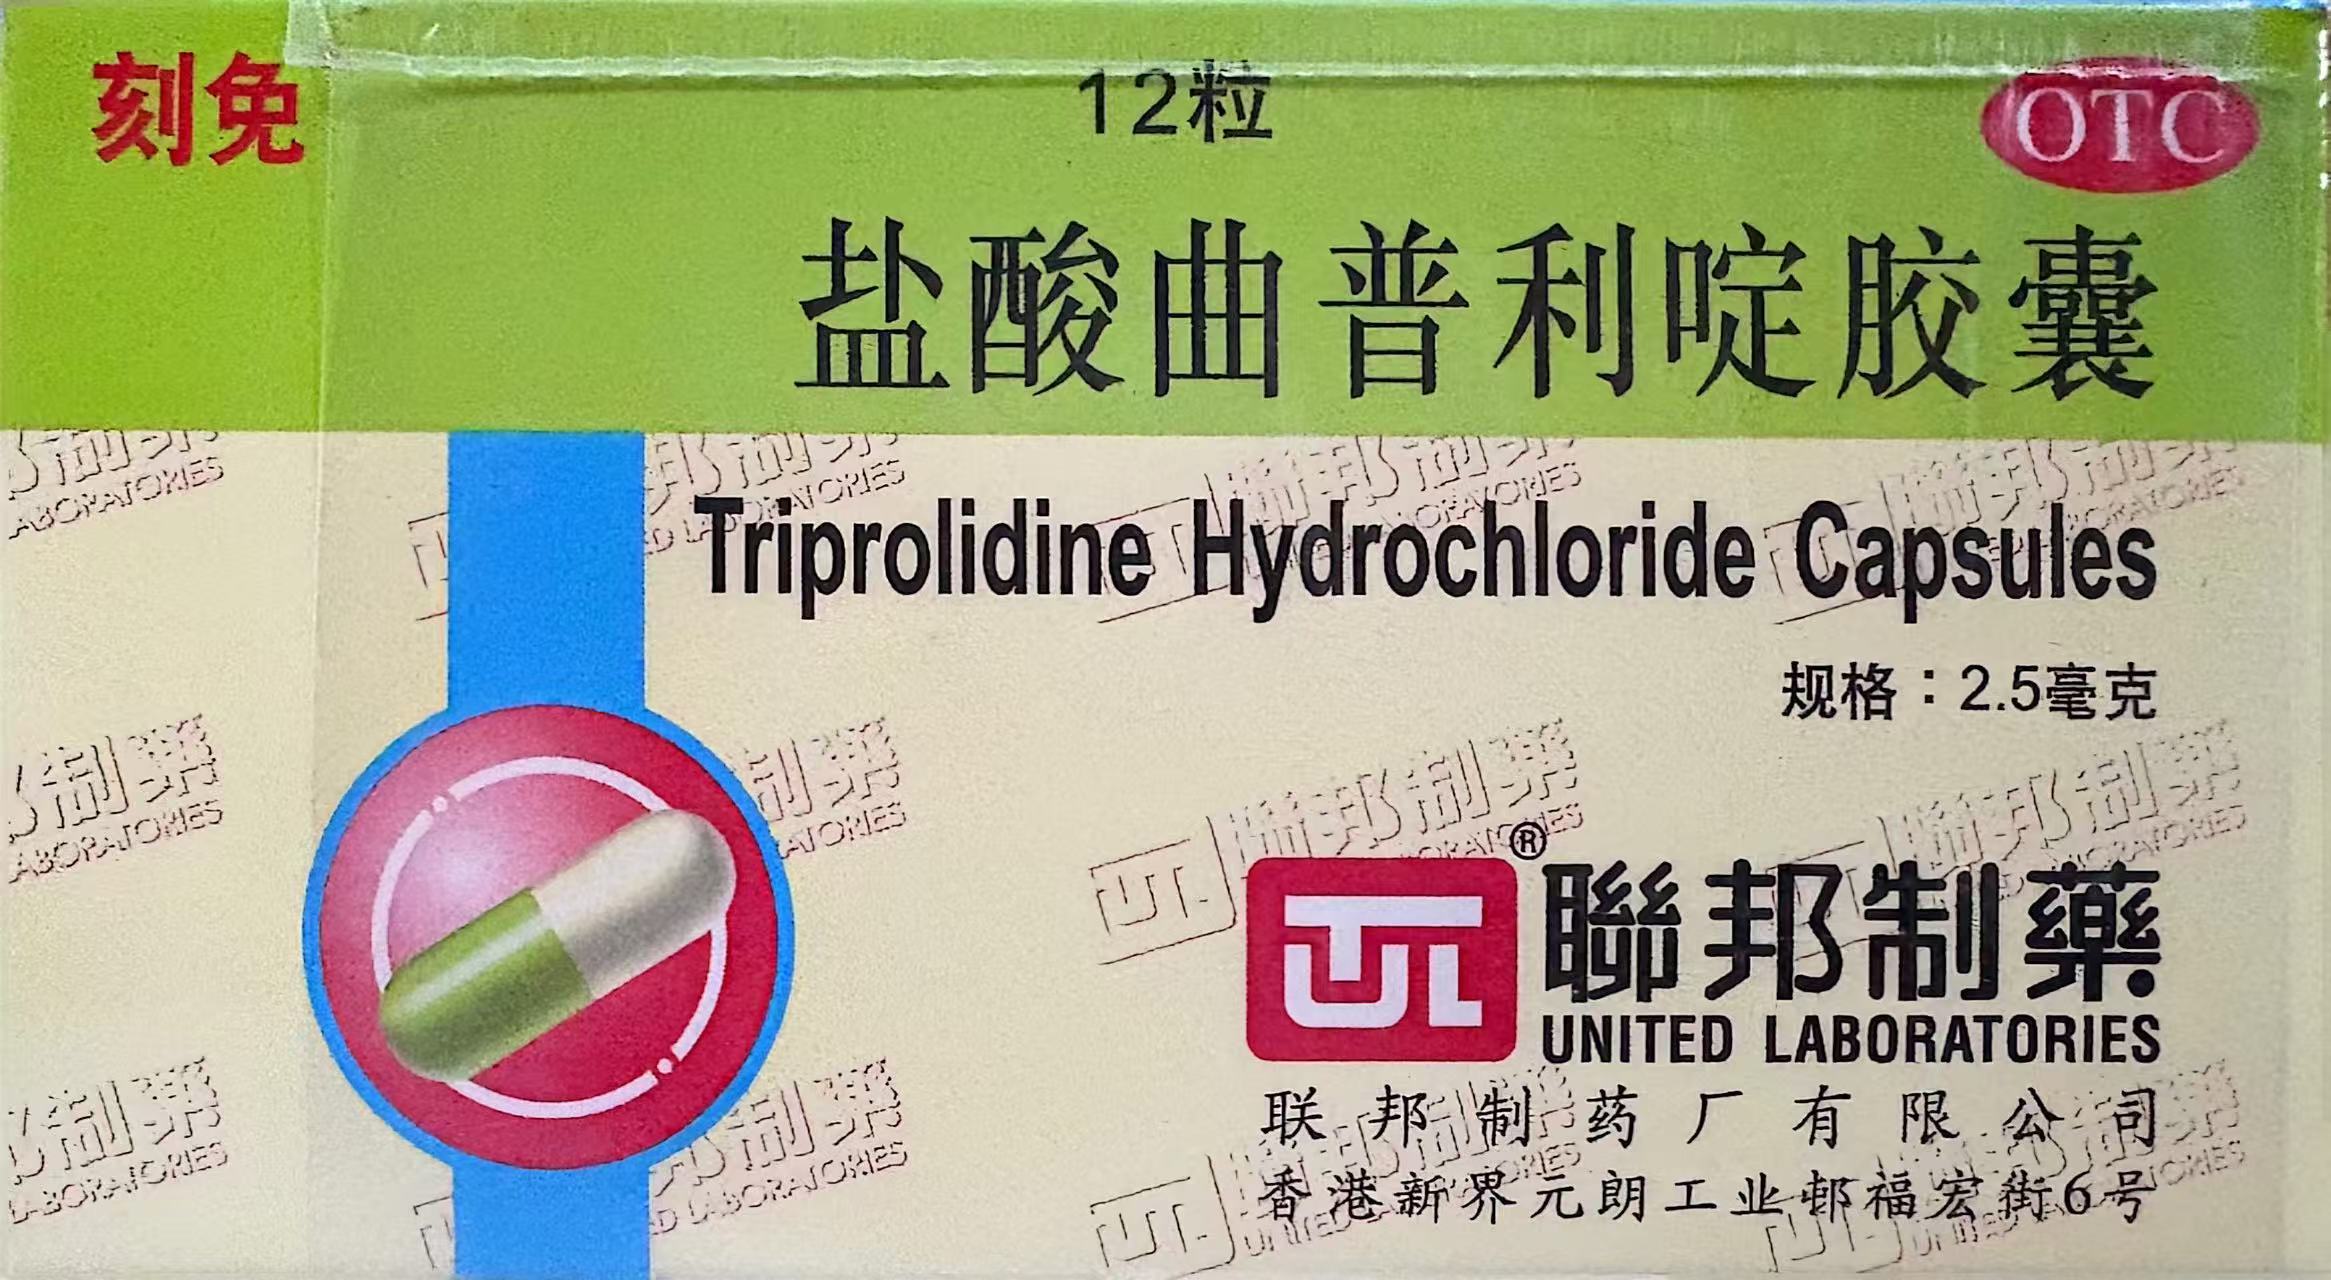 刻免
12粒
OTC
盐酸曲普利啶胶囊
Triprolidine Hydrochloride Capsules
规格：2.5毫克
®
聯邦制藥
UNITED LABORATORIES
联邦制药厂有限公司
香港新界元朗工业邨福宏街6号